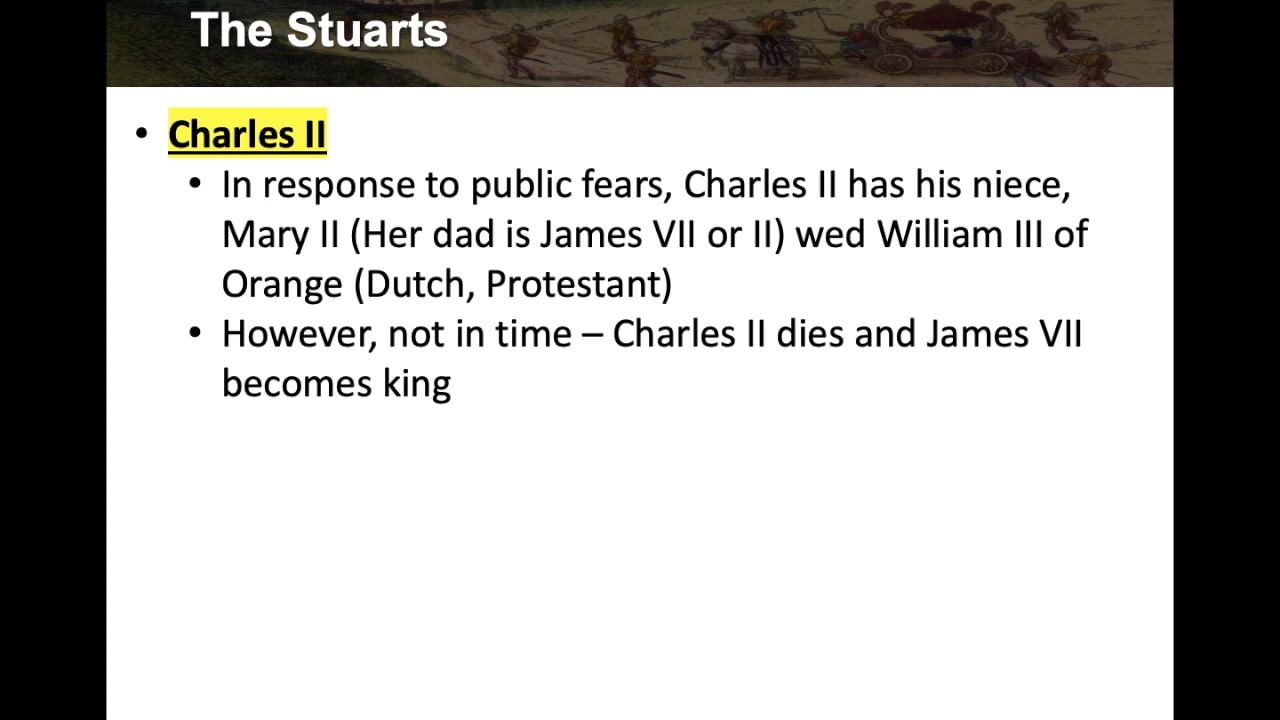 The Stuarts
• Charles II
• In response to public fears, Charles II has his niece,
Mary II (Her dad is James VII or II) wed William III of
Orange (Dutch, Protestant)
• However, not in time – Charles II dies and James VII
becomes king